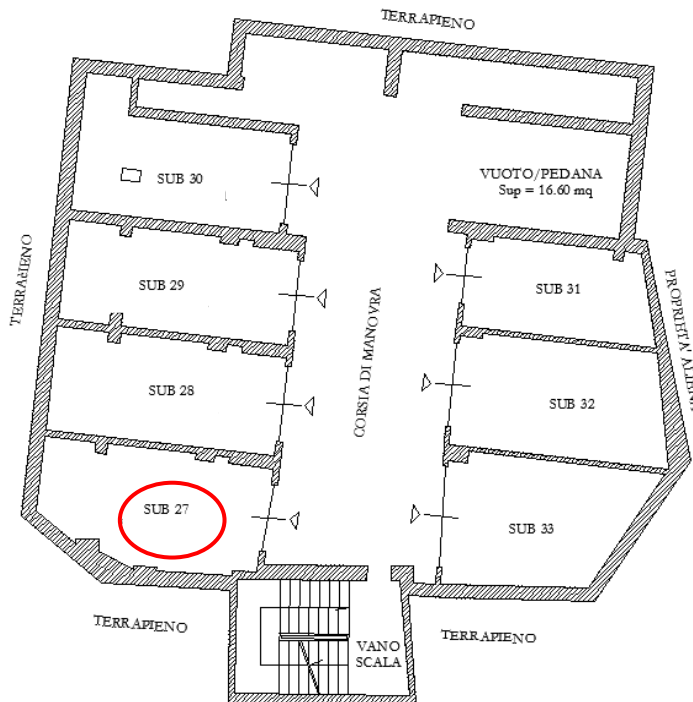 TERRAPIENO
SUB 30
VUOTO/PEDANA
Sup = 16.60 mq
TERRAPIENO
SUB 29
SUB 31
PROPRIETA' ALIENA
CORSIA DI MANOVRA
SUB 28
SUB 32
SUB 27
SUB 33
TERRAPIENO
VANO
SCALA
TERRAPIENO